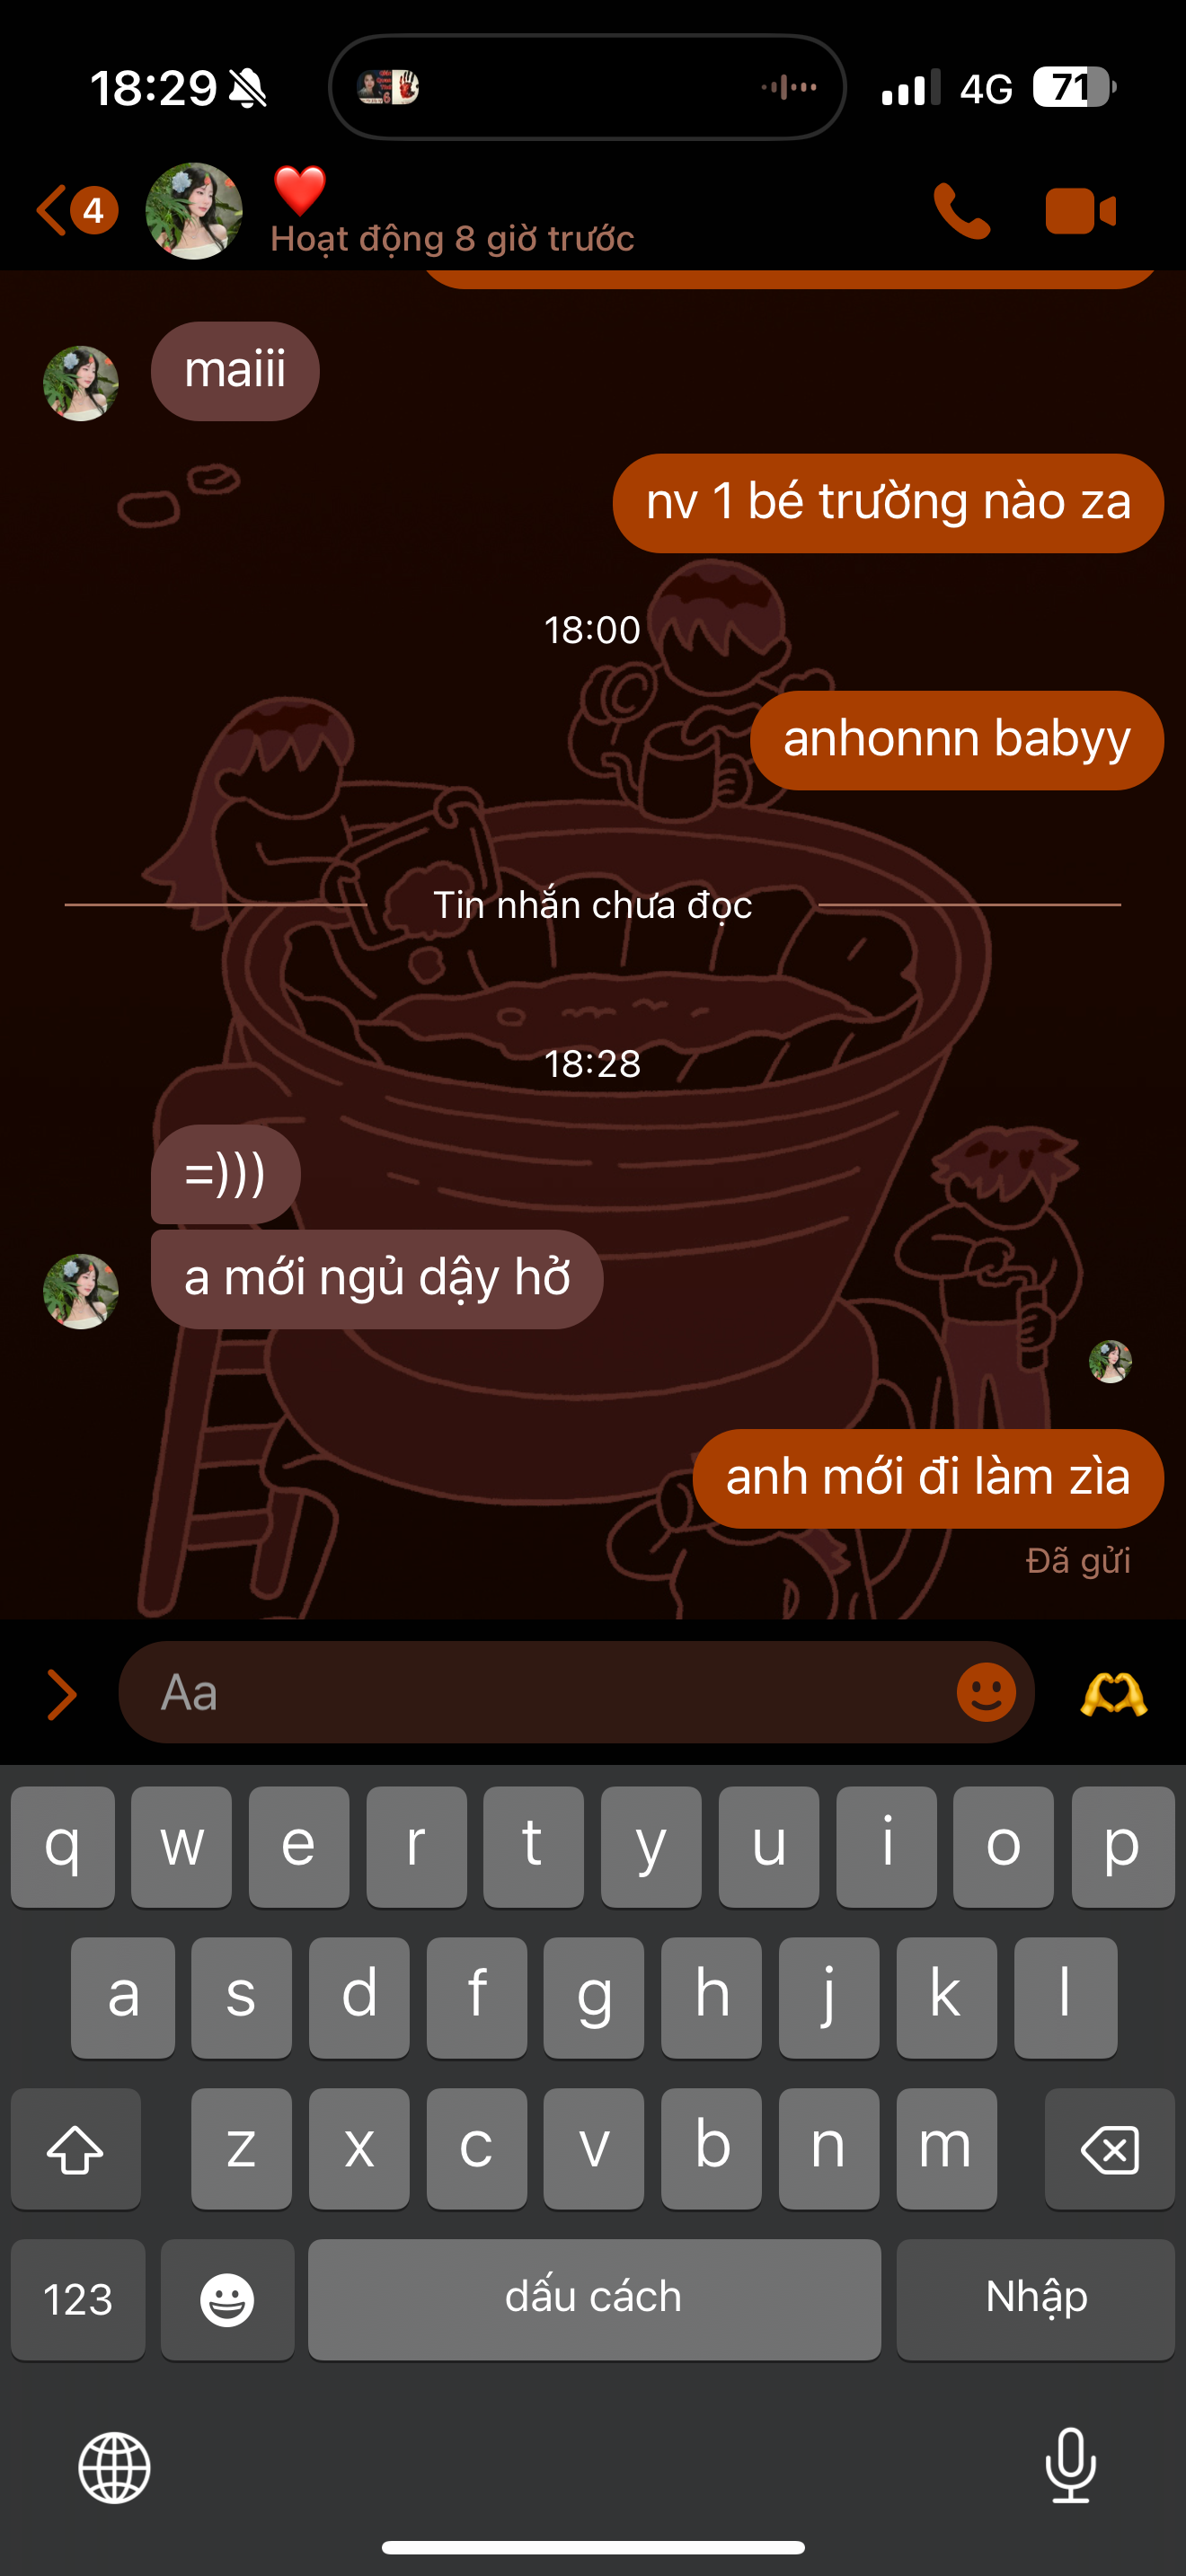 18:29
4G
71
4
Hoạt động 8 giờ trước
maiii
nv 1 bé trường nào za
18:00
anhonnn babyy
Tin nhắn chưa đọc
18:28
=)))
a mới ngủ dậy hở
anh mới đi làm zìa
Đã gửi
Aa
q w e r t y u i o p
a s d f g h j k l
z x c v b n m
123 dấu cách Nhập